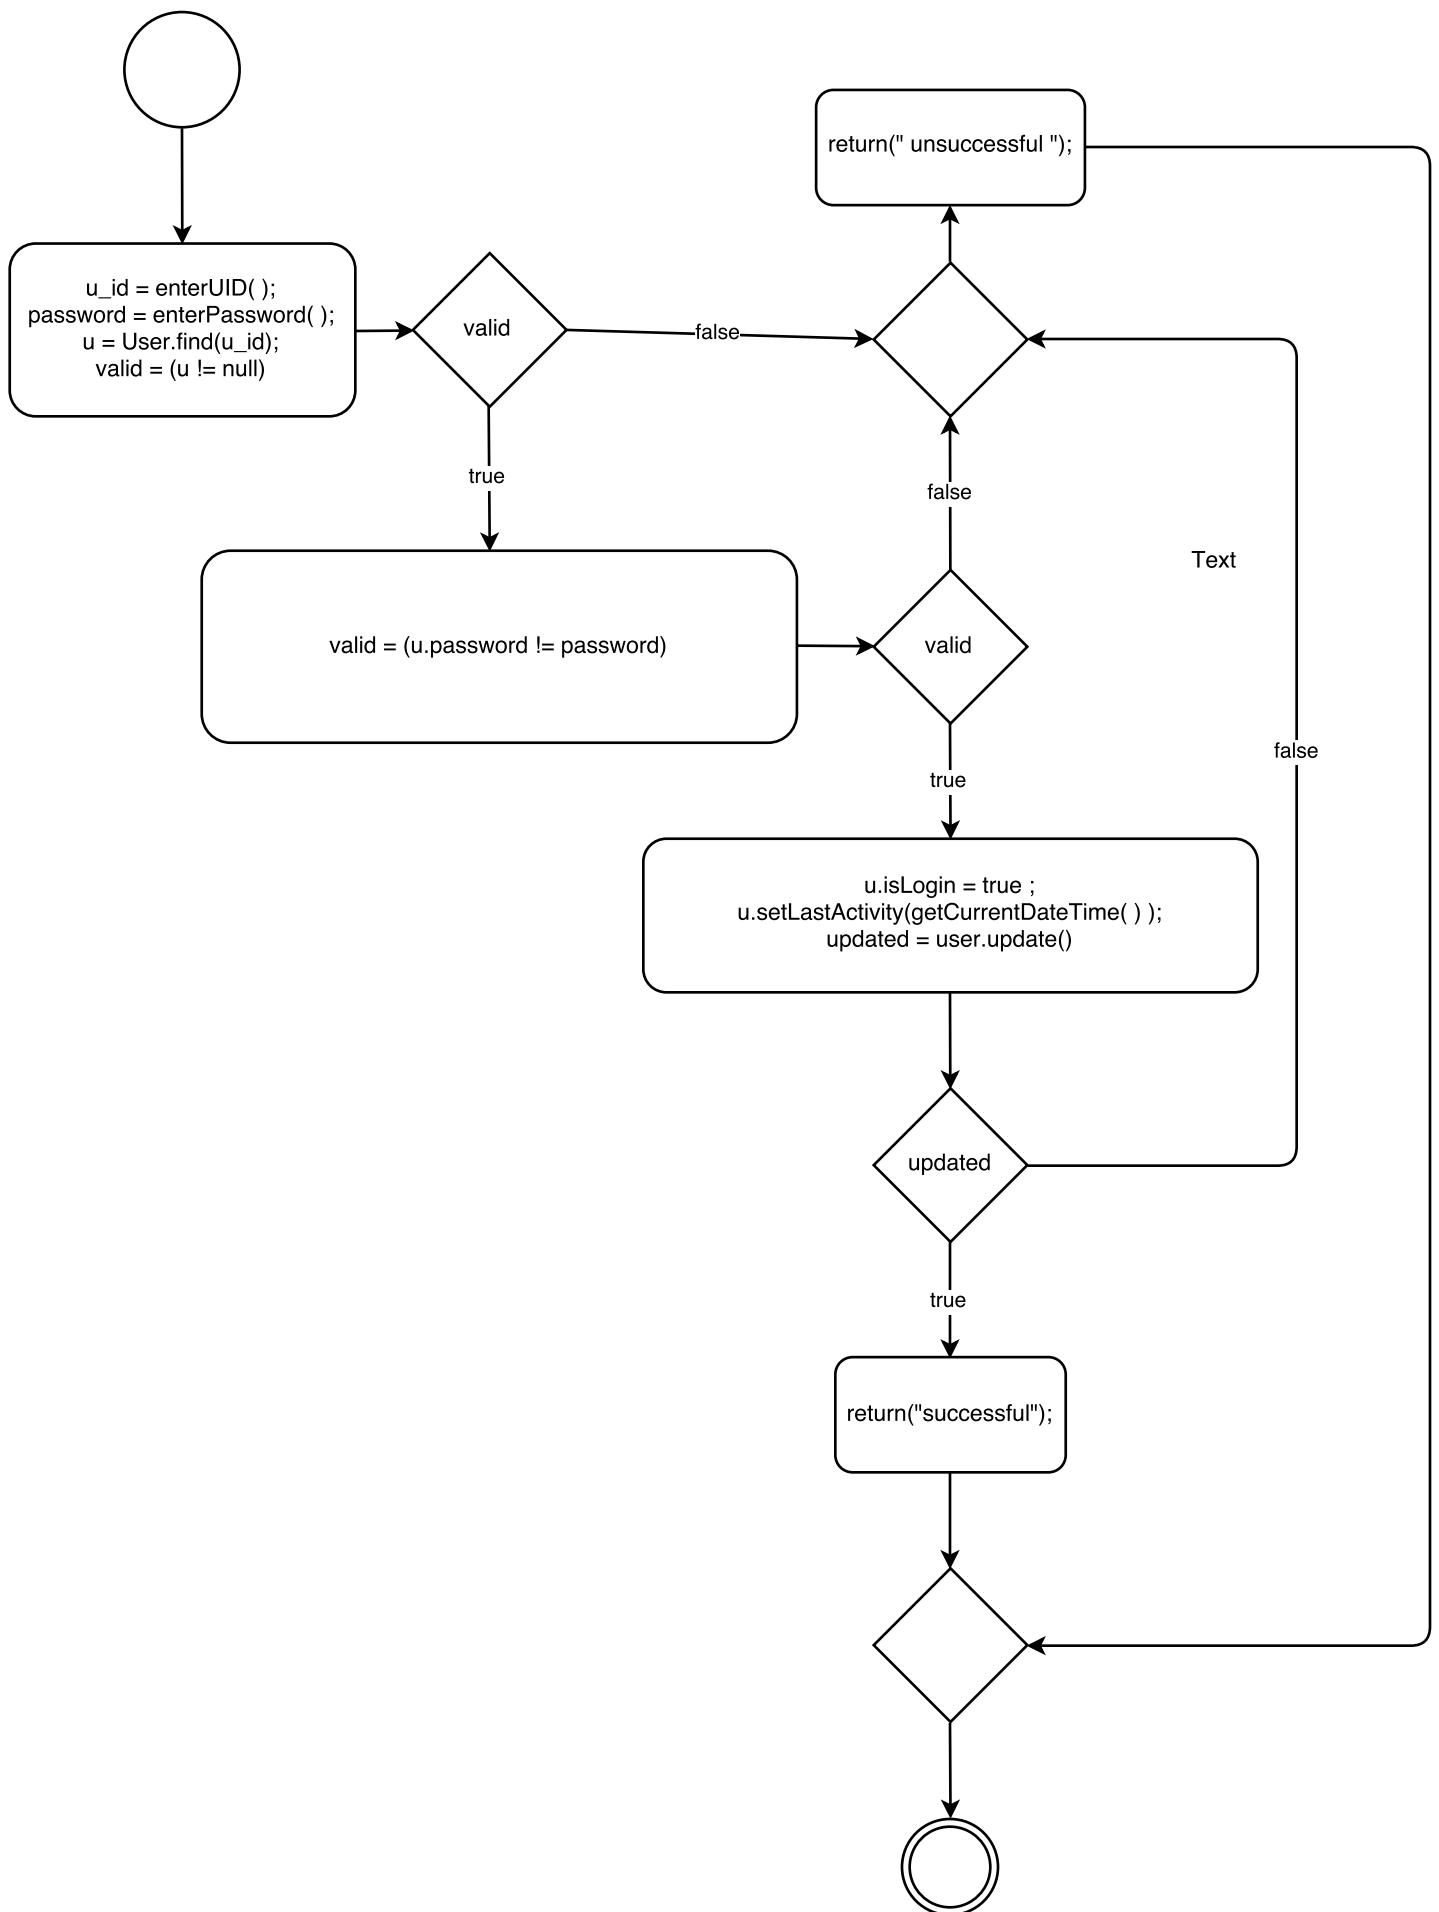 return(" unsuccessful ");
u_id = enterUID( );
password = enterPassword( );
u = User.find(u_id);
valid = (u != null)
valid
false
true
false
Text
valid = (u.password != password)
valid
false
true
u.isLogin = true ;
u.setLastActivity(getCurrentDateTime( ) );
updated = user.update()
updated
true
return("successful");